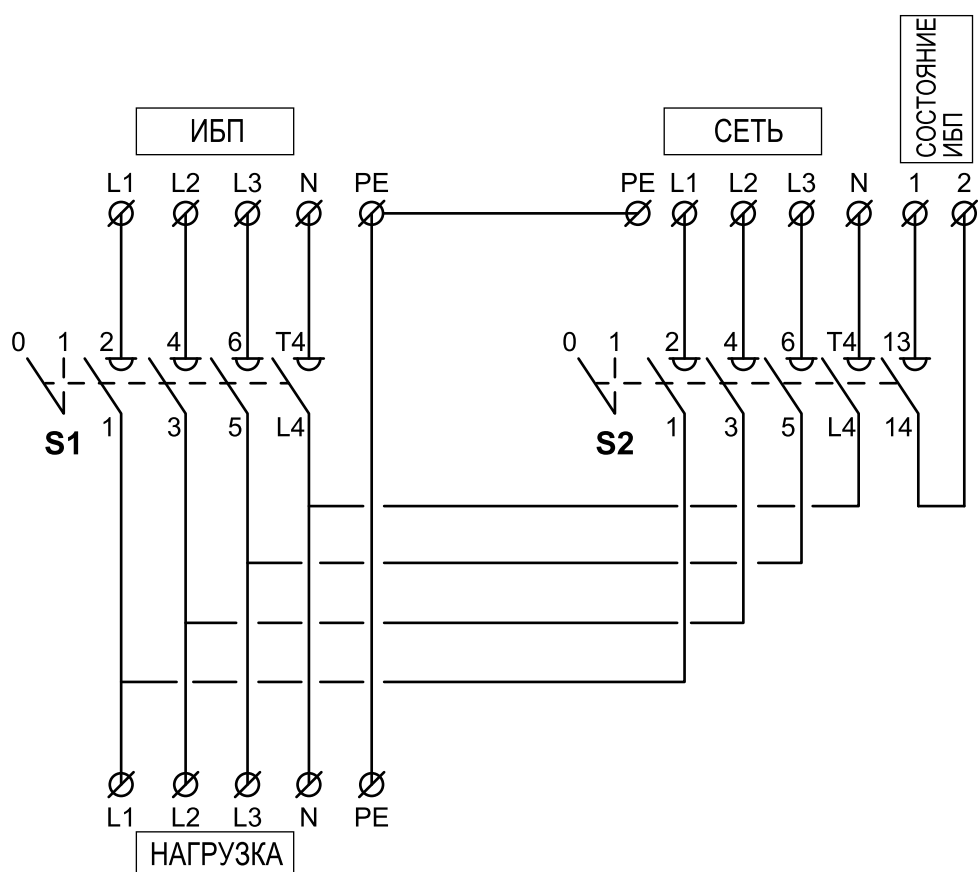 СОСТОЯНИЕ
ИБП
ИБП
СЕТЬ
L1 L2 L3 N PE
PE L1 L2 L3 N 1 2
0 1 2 4 6 T4
0 1 2 4 6 T4 13
S1 1 3 5 L4
S2 1 3 5 L4 14
L1 L2 L3 N PE
НАГРУЗКА